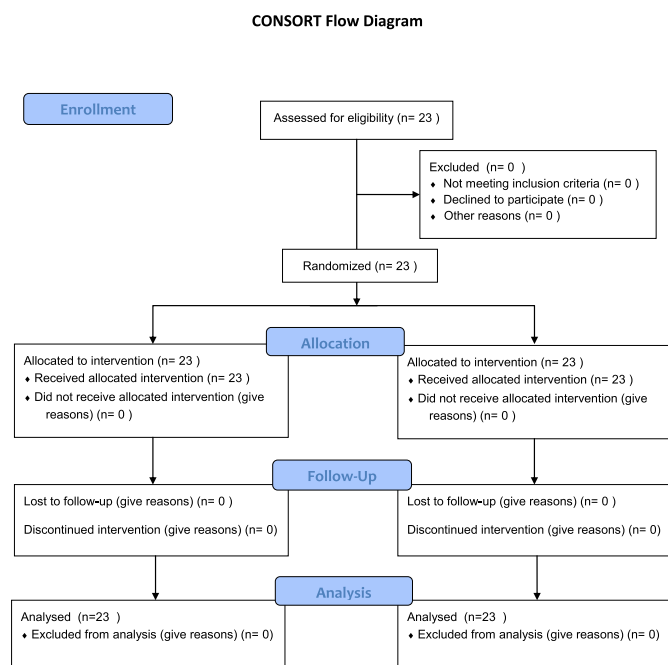 CONSORT Flow Diagram
Enrollment
Assessed for eligibility (n= 23 )
Excluded (n= 0 )
♦ Not meeting inclusion criteria (n= 0 )
♦ Declined to participate (n= 0 )
♦ Other reasons (n= 0 )
Randomized (n= 23 )
Allocation
Allocated to intervention (n= 23 )
♦ Received allocated intervention (n= 23 )
♦ Did not receive allocated intervention (give
reasons) (n= 0 )
Allocated to intervention (n= 23 )
♦ Received allocated intervention (n= 23 )
♦ Did not receive allocated intervention (give
reasons) (n= 0 )
Follow-Up
Lost to follow-up (give reasons) (n= 0 )
Discontinued intervention (give reasons) (n= 0)
Lost to follow-up (give reasons) (n= 0 )
Discontinued intervention (give reasons) (n= 0)
Analysis
Analysed (n=23 )
♦ Excluded from analysis (give reasons) (n= 0)
Analysed (n=23 )
♦ Excluded from analysis (give reasons) (n= 0)